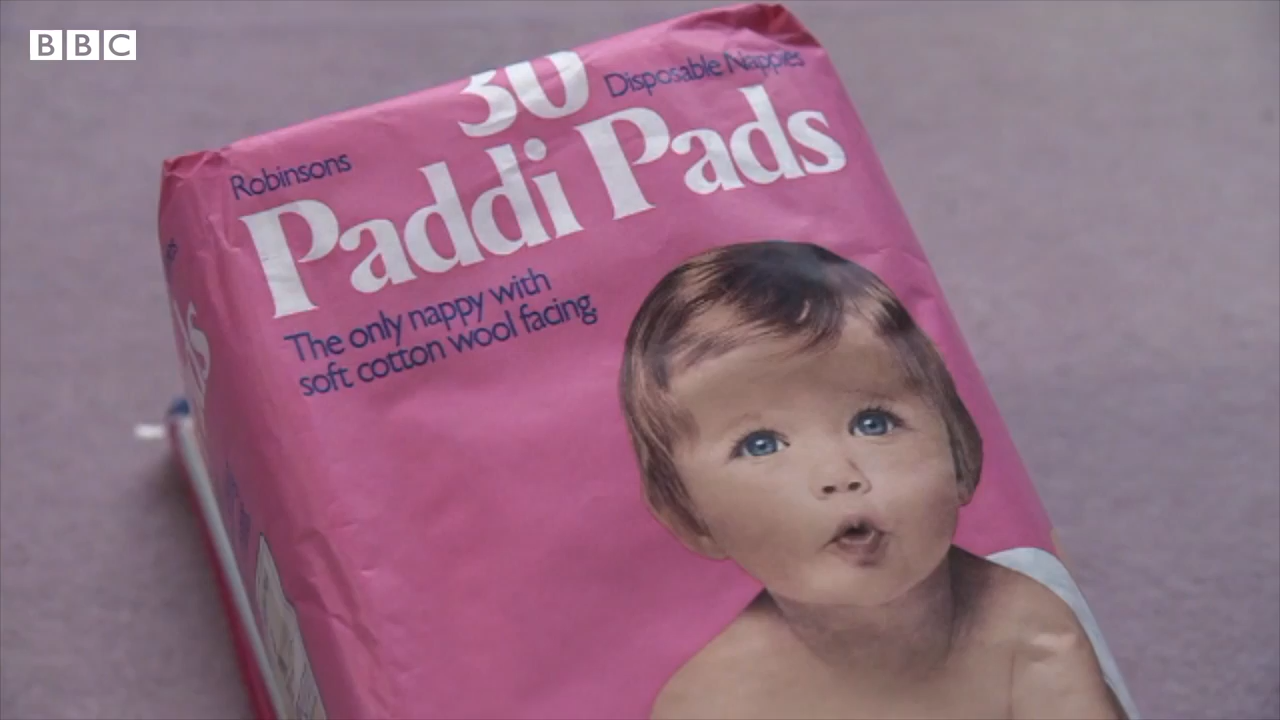 BBC
30
Disposable Nappies
Robinsons
Paddi Pads
The only nappy with
soft cotton wool facing.